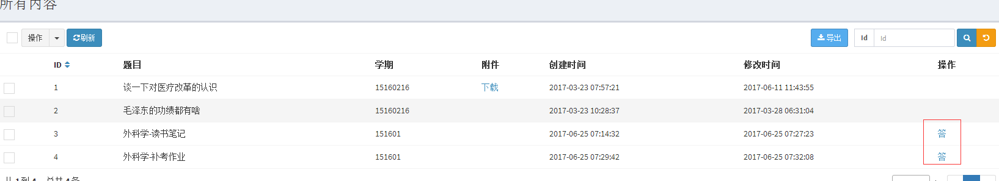 所有内容
操作 刷新 导出 Id Id
ID 题目 学期 附件 创建时间 修改时间 操作
1 谈一下对医疗改革的认识 15160216 下载 2017-03-23 07:57:21 2017-06-11 11:43:55
2 毛泽东的功绩都有啥 15160216 2017-03-23 10:28:37 2017-03-28 06:31:04
3 外科学-读书笔记 151601 2017-06-25 07:14:32 2017-06-25 07:27:23 答
4 外科学-补考作业 151601 2017-06-25 07:29:42 2017-06-25 07:32:08 答
从 1 到 4 总共 4 条